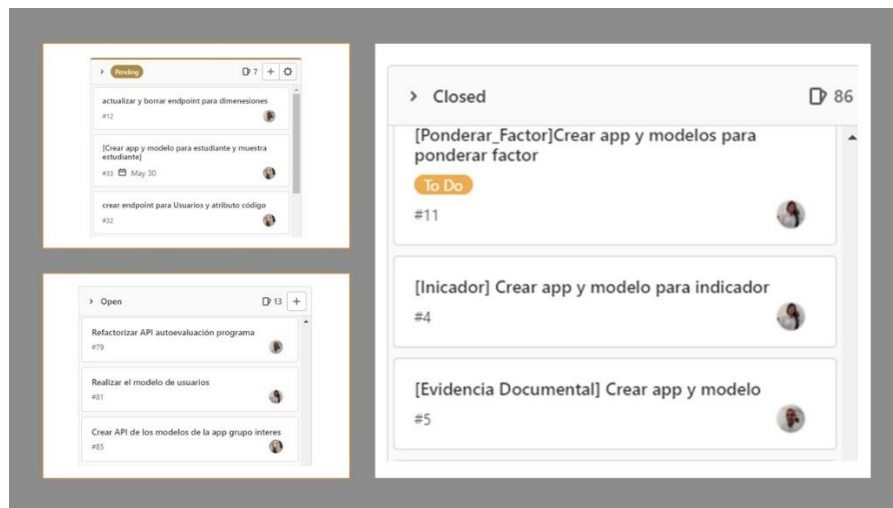 Pending 7
actualizar y borrar endpoint para dimenesiones
#12
[Crear app y modelo para estudiante y muestra
estudiante]
#33 May 30
crear endpoint para Usuarios y atributo código
#32
Open 13
Refactorizar API autoevaluación programa
#79
Realizar el modelo de usuarios
#81
Crear API de los modelos de la app grupo interes
#85
Closed 86
[Ponderar_Factor]Crear app y modelos para
ponderar factor
To Do
#11
[Inicador] Crear app y modelo para indicador
#4
[Evidencia Documental] Crear app y modelo
#5